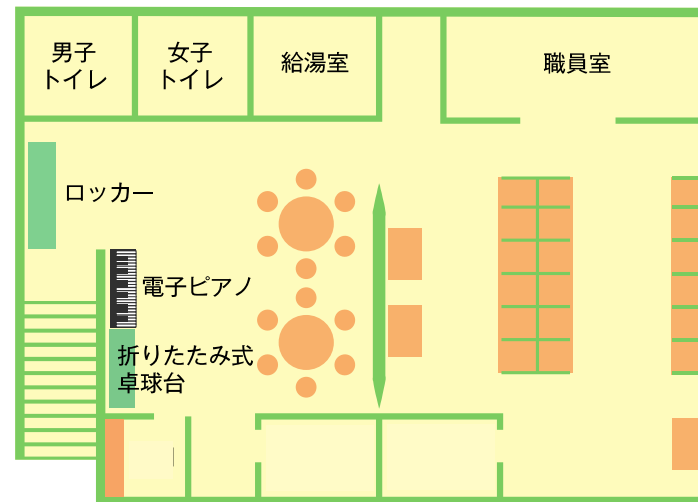 男子
トイレ
女子
トイレ
給湯室
職員室
ロッカー
電子ピアノ
折りたたみ式
卓球台